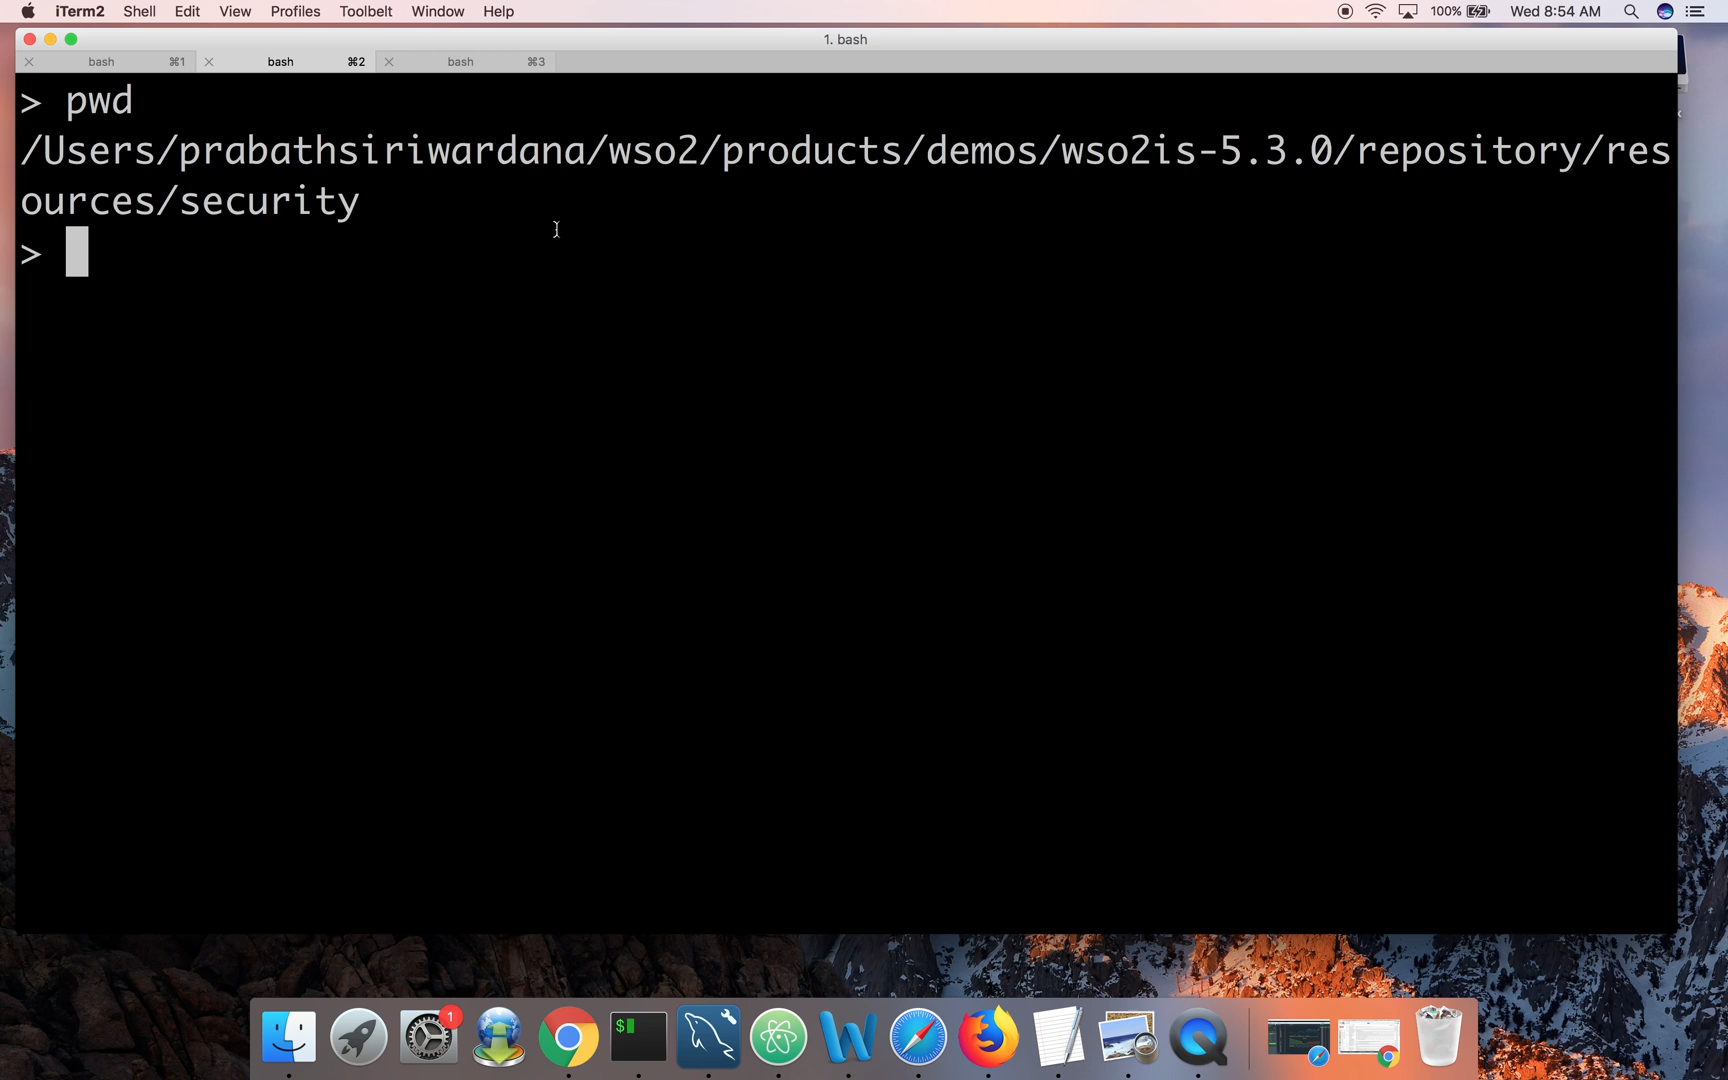 iTerm2 Shell Edit View Profiles Toolbelt Window Help 100% Wed 8:54 AM
1. bash
bash ⌘1 bash ⌘2 bash ⌘3
> pwd
/Users/prabathsiriwardana/wso2/products/demos/wso2is-5.3.0/repository/res
ources/security
>
1
$